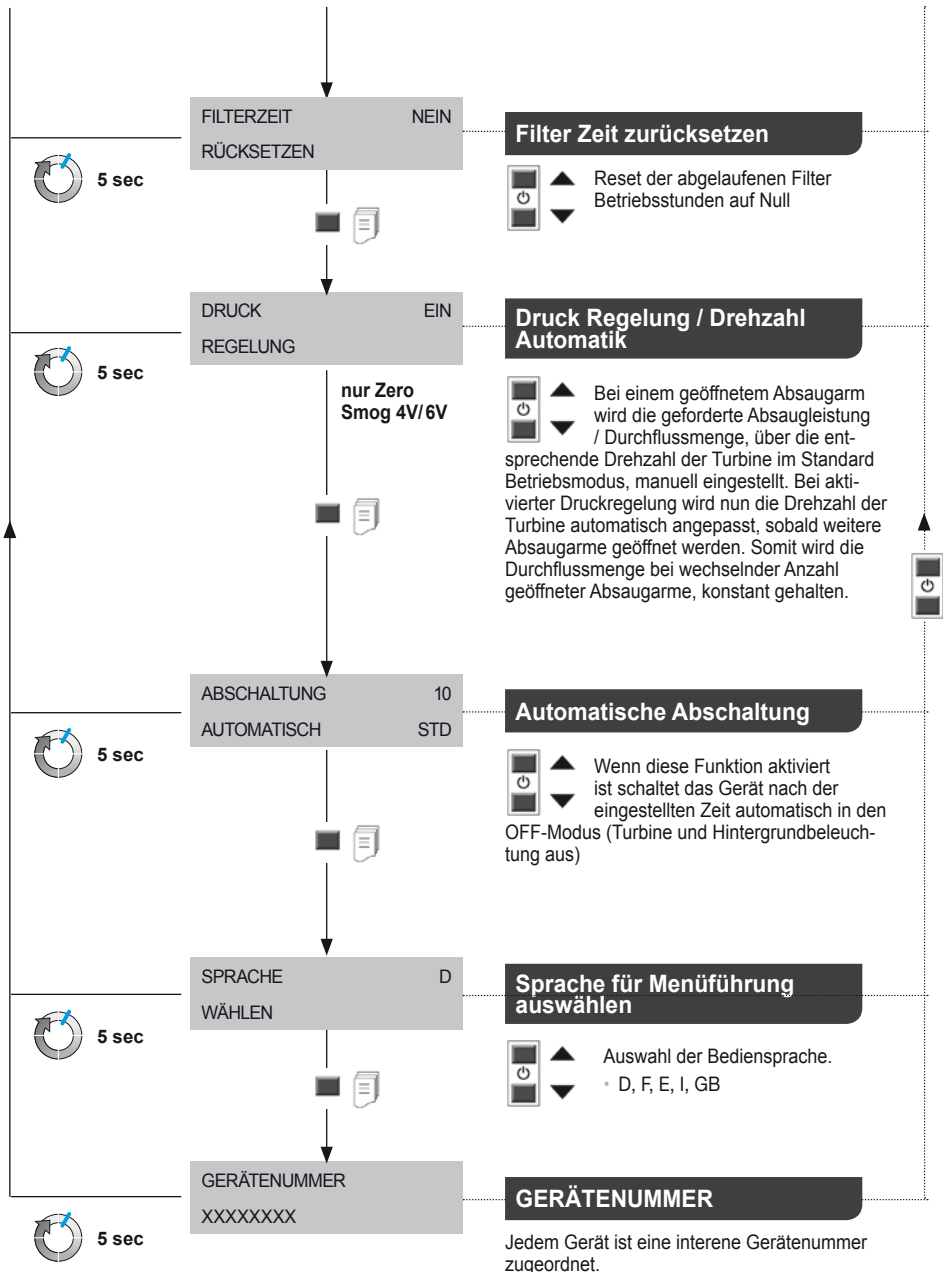 FILTERZEIT NEIN
RÜCKSETZEN
5 sec
Filter Zeit zurücksetzen
Reset der abgelaufenen Filter
Betriebsstunden auf Null
DRUCK EIN
REGELUNG
5 sec
nur Zero
Smog 4V/6V
Druck Regelung / Drehzahl
Automatik
Bei einem geöffnetem Absaugarm
wird die geforderte Absaugleistung
/ Durchflussmenge, über die ent-
sprechende Drehzahl der Turbine im Standard
Betriebsmodus, manuell eingestellt. Bei akti-
vierter Druckregelung wird nun die Drehzahl der
Turbine automatisch angepasst, sobald weitere
Absaugarme geöffnet werden. Somit wird die
Durchflussmenge bei wechselnder Anzahl
geöffneter Absaugarme, konstant gehalten.
ABSCHALTUNG 10
AUTOMATISCH STD
5 sec
Automatische Abschaltung
Wenn diese Funktion aktiviert
ist schaltet das Gerät nach der
eingestellten Zeit automatisch in den
OFF-Modus (Turbine und Hintergrundbeleuch-
tung aus)
SPRACHE D
WÄHLEN
5 sec
Sprache für Menüführung
auswählen
Auswahl der Bediensprache.
• D, F, E, I, GB
GERÄTENUMMER
XXXXXXXX
5 sec
GERÄTENUMMER
Jedem Gerät ist eine interene Gerätenummer
zugeordnet.